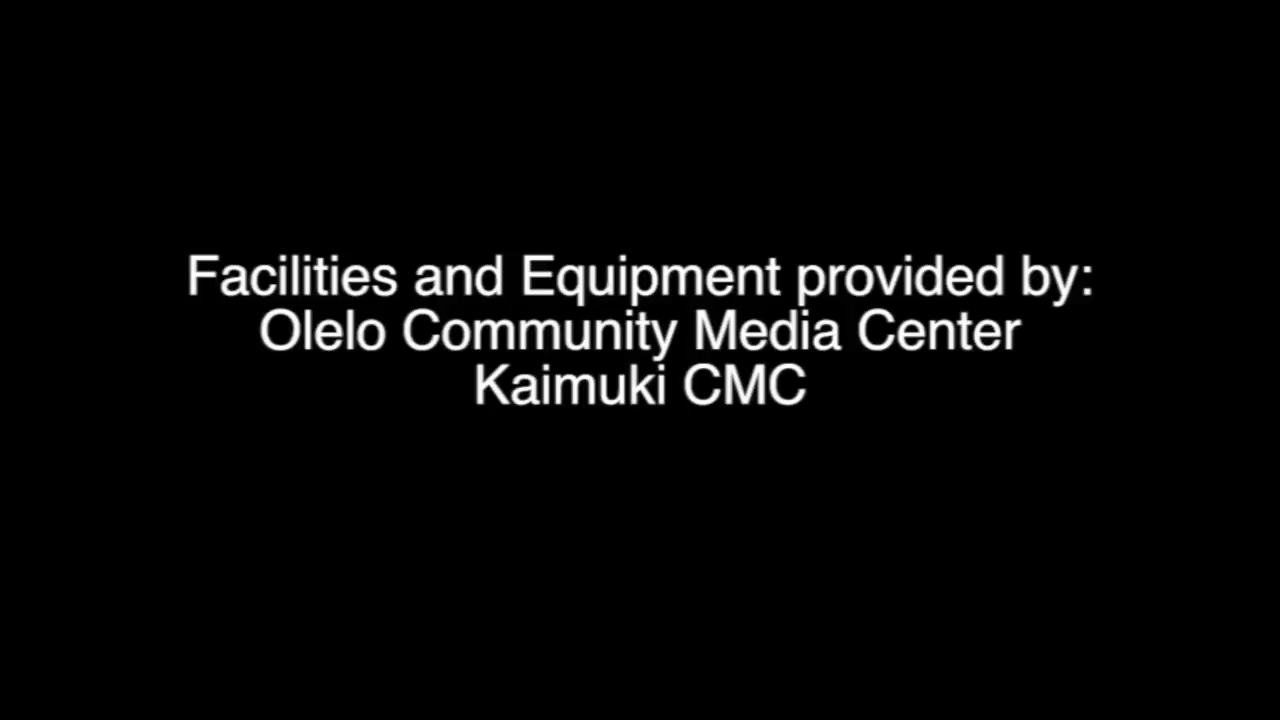 Facilities and Equipment provided by:
Olelo Community Media Center
Kaimuki CMC